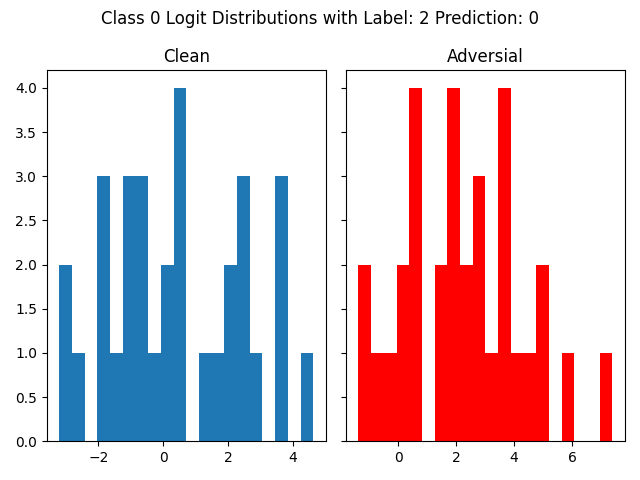 Class 0 Logit Distributions with Label: 2 Prediction: 0
Clean
Adversial
4.0
3.5
3.0
2.5
2.0
1.5
1.0
0.5
0.0
−2 0 2 4
0 2 4 6